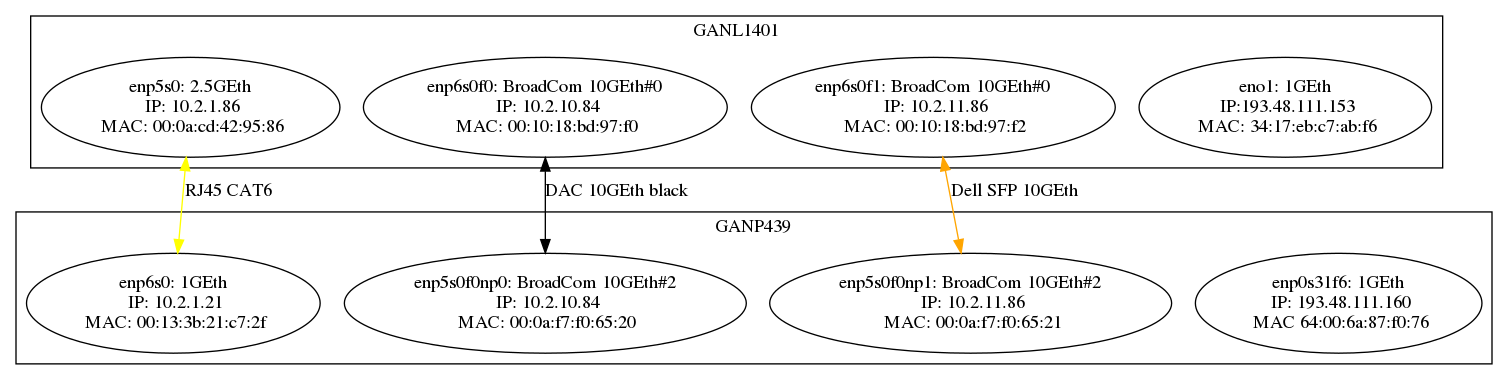 GANL1401
enp5s0: 2.5GEth
IP: 10.2.1.86
MAC: 00:0a:cd:42:95:86
enp6s0f0: BroadCom 10GEth#0
IP: 10.2.10.84
MAC: 00:10:18:bd:97:f0
enp6s0f1: BroadCom 10GEth#0
IP: 10.2.11.86
MAC: 00:10:18:bd:97:f2
eno1: 1GEth
IP:193.48.111.153
MAC: 34:17:eb:c7:ab:f6
RJ45 CAT6
DAC 10GEth black
Dell SFP 10GEth
GANP439
enp6s0: 1GEth
IP: 10.2.1.21
MAC: 00:13:3b:21:c7:2f
enp5s0f0np0: BroadCom 10GEth#2
IP: 10.2.10.84
MAC: 00:0a:f7:f0:65:20
enp5s0f0np1: BroadCom 10GEth#2
IP: 10.2.11.86
MAC: 00:0a:f7:f0:65:21
enp0s31f6: 1GEth
IP: 193.48.111.160
MAC 64:00:6a:87:f0:76